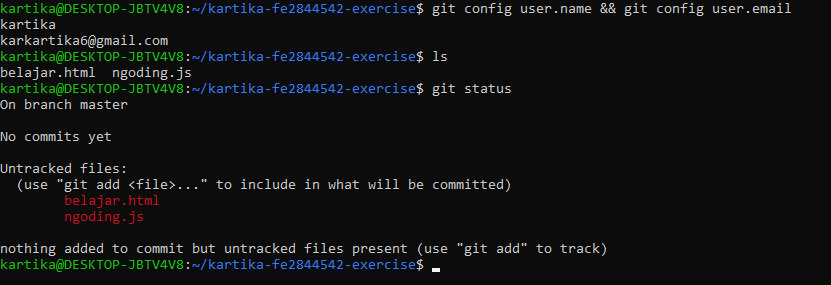 kartika@DESKTOP-JBTV4V8:~/kartika-fe2844542-exercise$ git config user.name && git config user.email
kartika
karkartika6@gmail.com
kartika@DESKTOP-JBTV4V8:~/kartika-fe2844542-exercise$ ls
belajar.html  ngoding.js
kartika@DESKTOP-JBTV4V8:~/kartika-fe2844542-exercise$ git status
On branch master
No commits yet
Untracked files:
  (use "git add <file>..." to include in what will be committed)
        belajar.html
        ngoding.js
nothing added to commit but untracked files present (use "git add" to track)
kartika@DESKTOP-JBTV4V8:~/kartika-fe2844542-exercise$